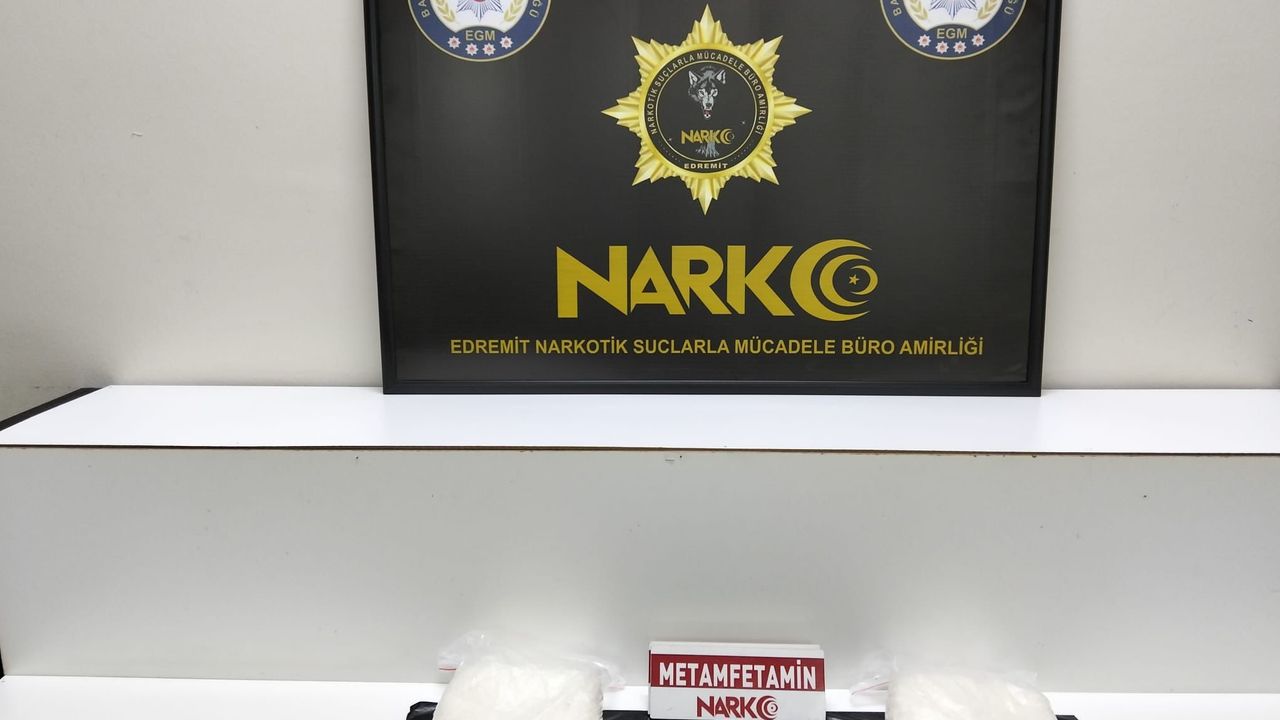 EGM
EGM
NARKOTİK SUÇLARLA MÜCADELE BÜRO AMİRLİĞİ
NARKO
EDREMİT
NARKO
EDREMİT NARKOTİK SUCLARLA MÜCADELE BÜRO AMİRLİĞİ
METAMFETAMİN
NARKO